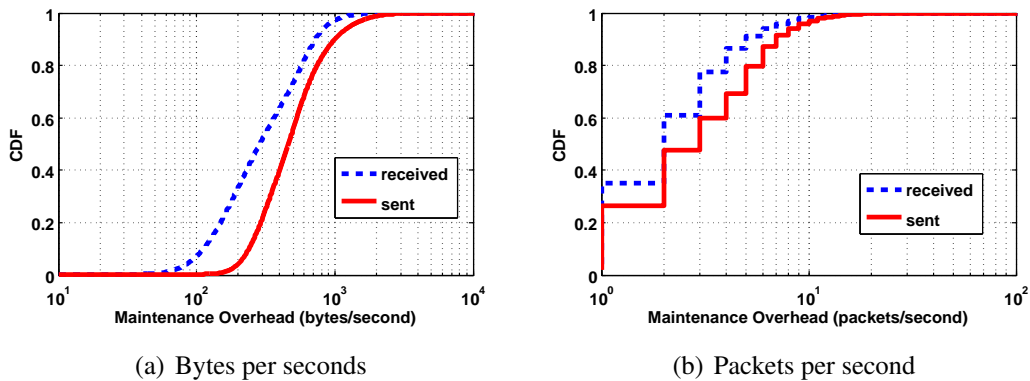 1
0.8
0.6
0.4
0.2
0
CDF
received
sent
10^1
10^2
10^3
10^4
Maintenance Overhead (bytes/second)
(a) Bytes per seconds
1
0.8
0.6
0.4
0.2
0
CDF
received
sent
10^0
10^1
10^2
Maintenance Overhead (packets/second)
(b) Packets per second